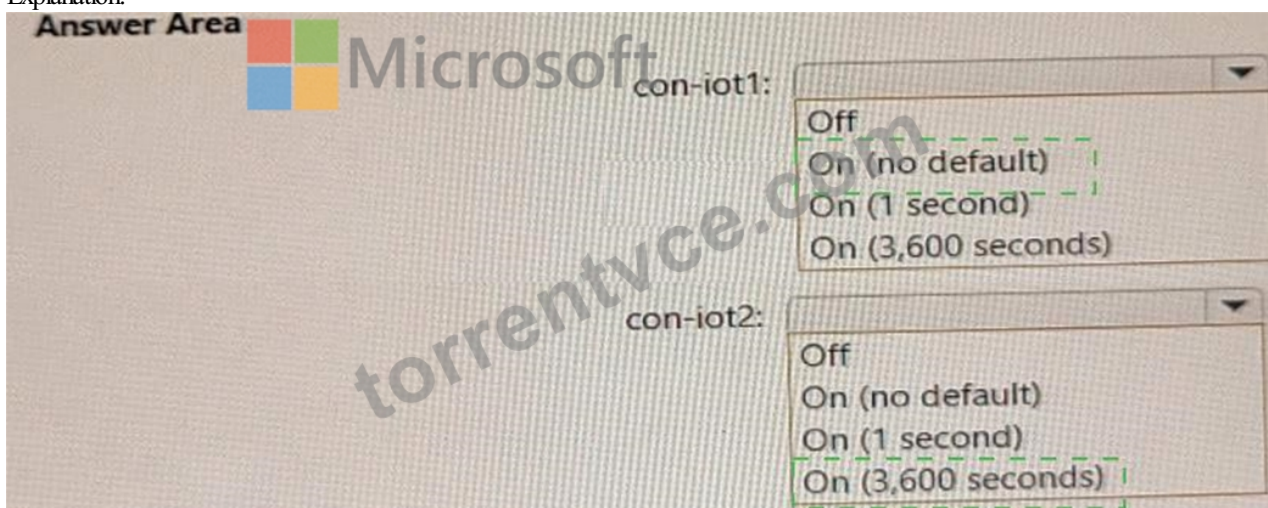 Answer Area
Microsoft
con-iot1:
Off
On (no default)
On (1 second)
On (3,600 seconds)
torrentvce.com
con-iot2:
Off
On (no default)
On (1 second)
On (3,600 seconds)